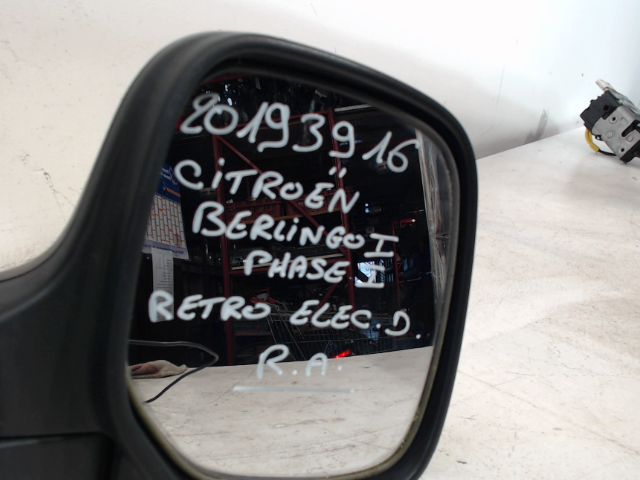 20193916
CITROËN
BERLINGO I
PHASE II
RETRO ELEC.D.
R.A.